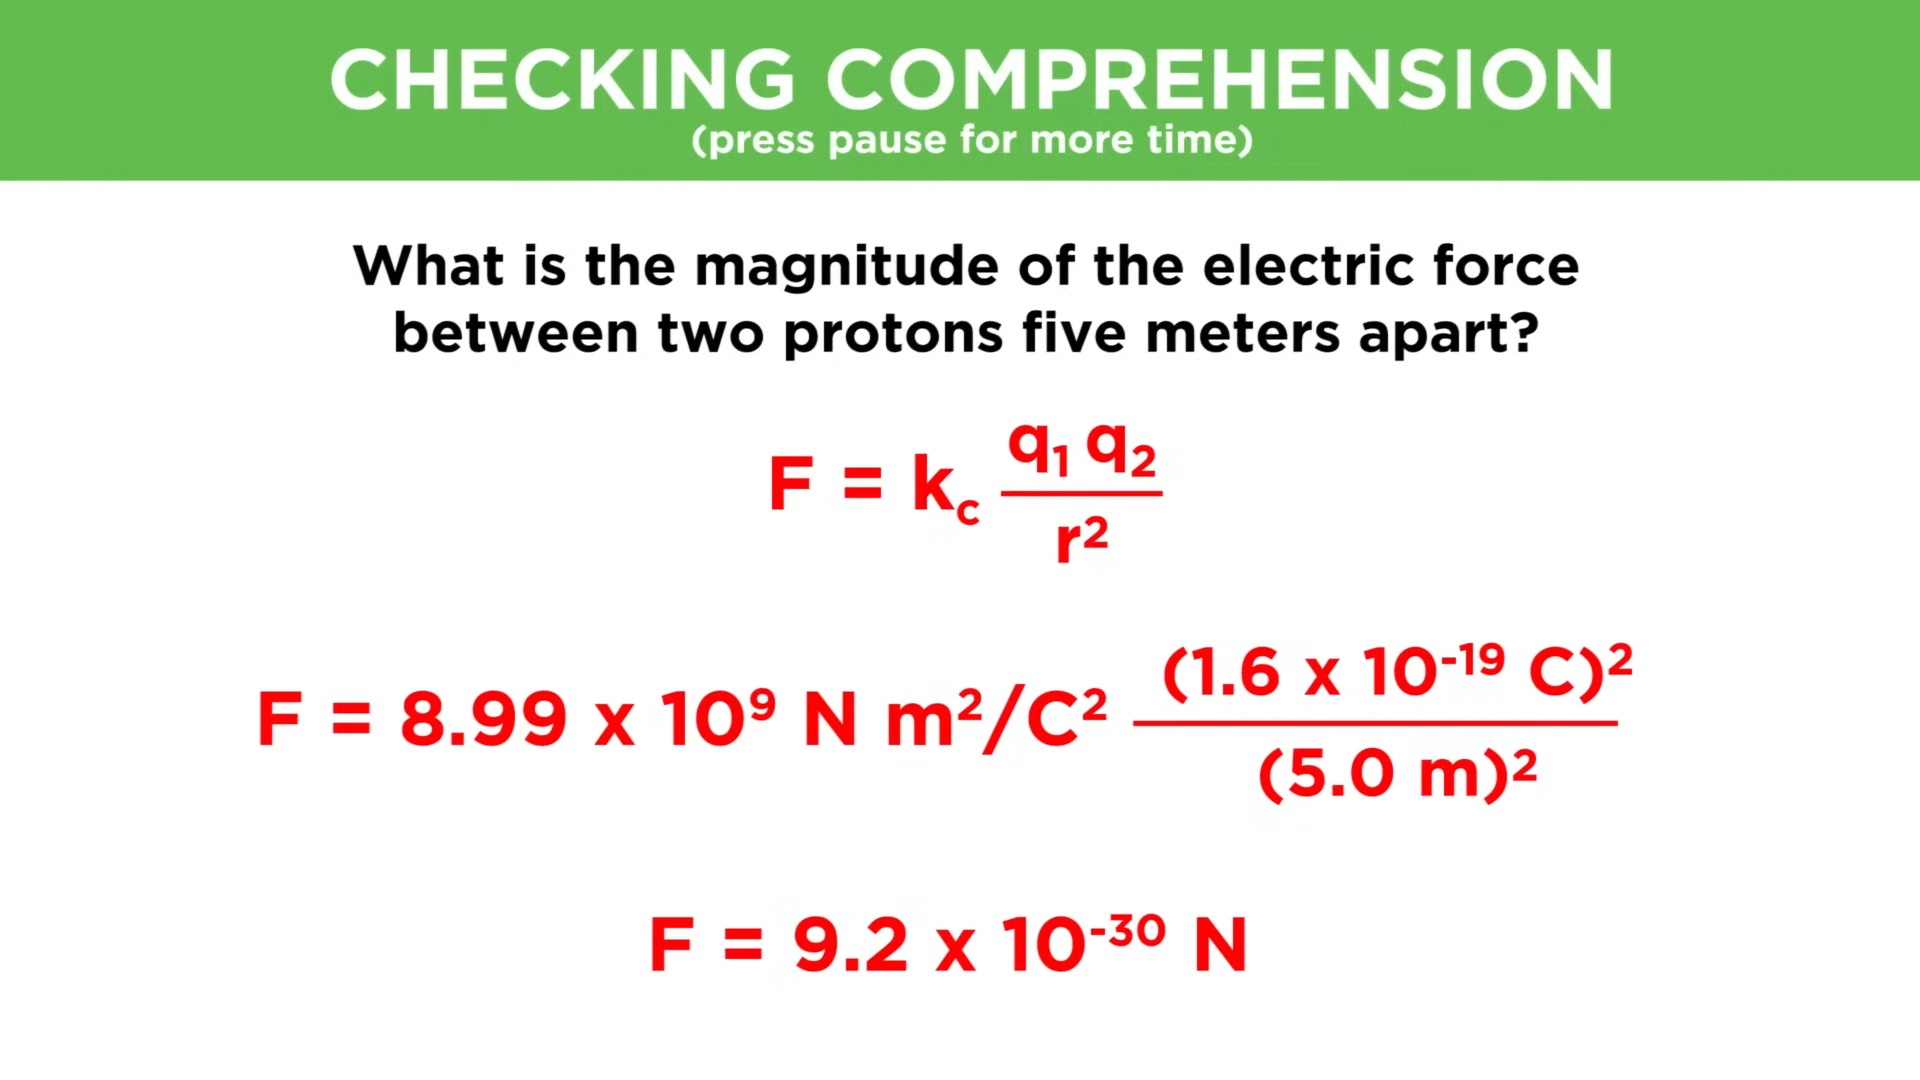 CHECKING COMPREHENSION
(press pause for more time)
What is the magnitude of the electric force
between two protons five meters apart?
F = k_c q₁ q₂ / r²
F = 8.99 x 10⁹ N m²/C² (1.6 x 10⁻¹⁹ C)² / (5.0 m)²
F = 9.2 x 10⁻³⁰ N